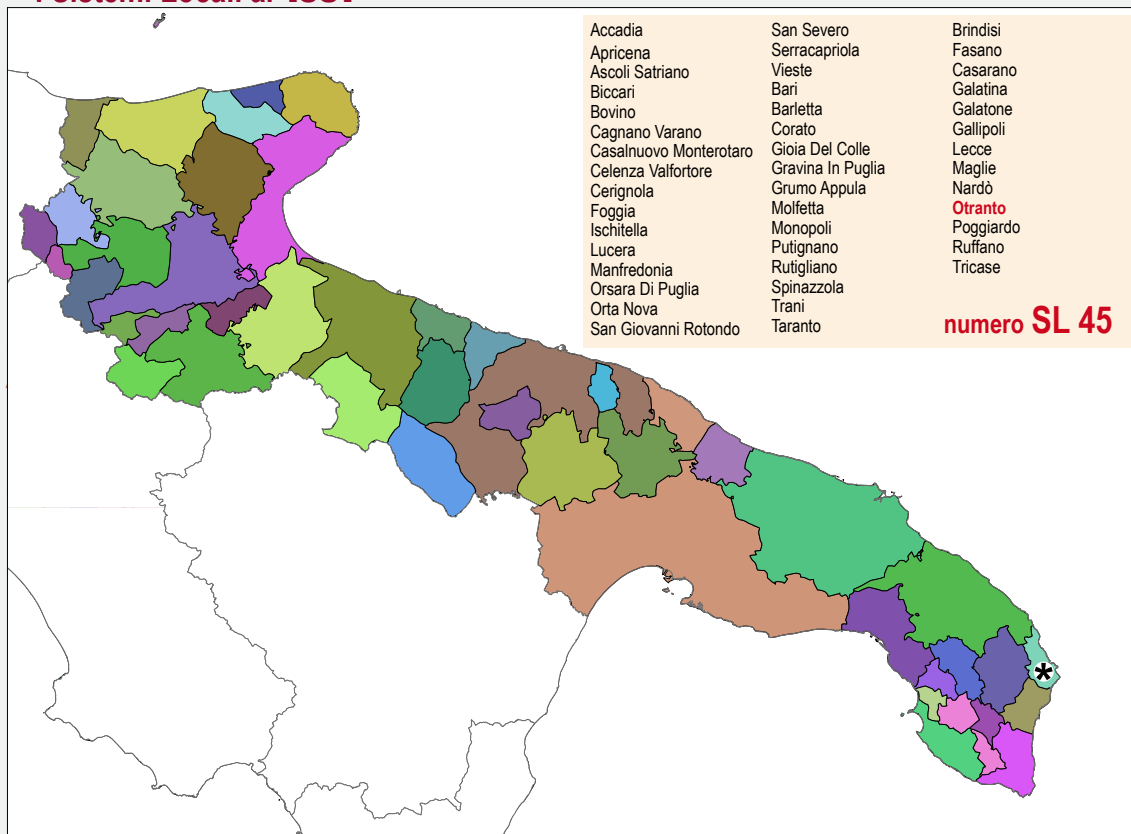 Accadia
Apricena
Ascoli Satriano
Biccari
Bovino
Cagnano Varano
Casalnuovo Monterotaro
Celenza Valfortore
Cerignola
Foggia
Ischitella
Lucera
Manfredonia
Orsara Di Puglia
Orta Nova
San Giovanni Rotondo
San Severo
Serracapriola
Vieste
Bari
Barletta
Corato
Gioia Del Colle
Gravina In Puglia
Grumo Appula
Molfetta
Monopoli
Putignano
Rutigliano
Spinazzola
Trani
Taranto
Brindisi
Fasano
Casarano
Galatina
Galatone
Gallipoli
Lecce
Maglie
Nardò
Otranto
Poggiardo
Ruffano
Tricase
numero SL 45
*